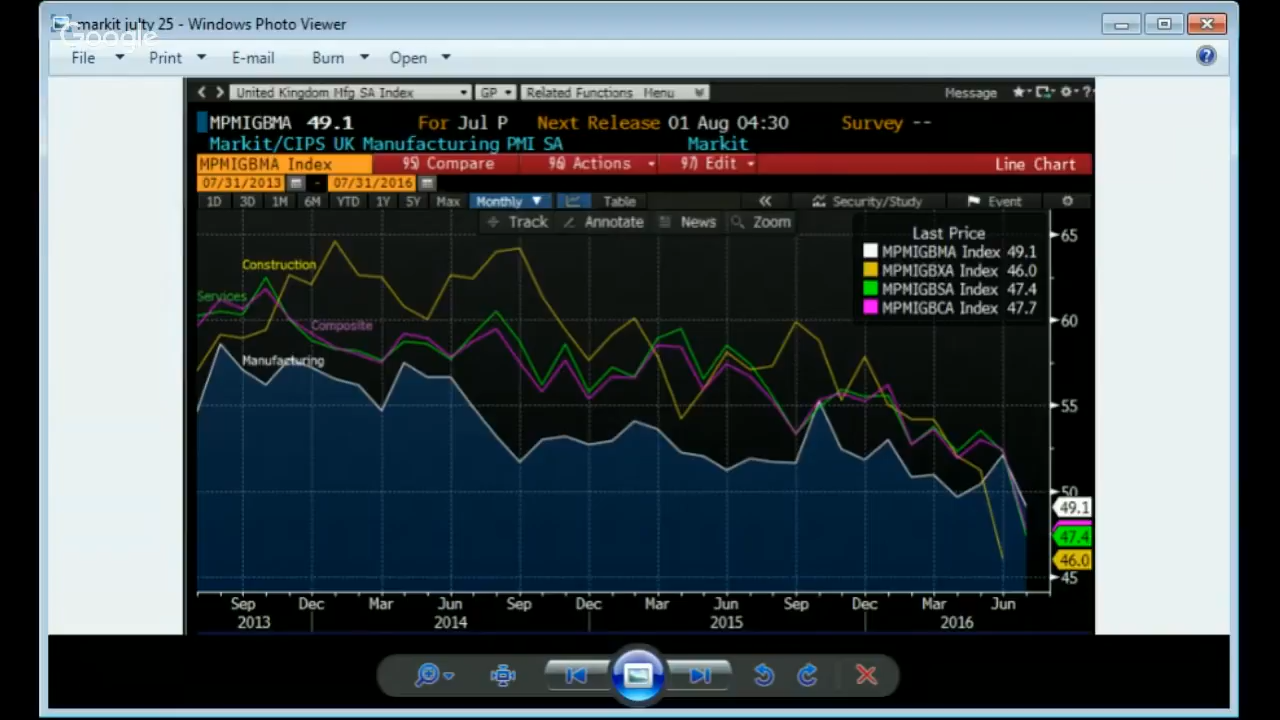 markit ju'ty 25 - Windows Photo Viewer
Google
File Print E-mail Burn Open
United Kingdom Mfg SA Index GP Related Functions Menu Message
MPMIGBMA 49.1 For Jul P Next Release 01 Aug 04:30 Survey --
Markit/CIPS UK Manufacturing PMI SA Markit
MPMIGBMA Index 95) Compare 96) Actions 97) Edit Line Chart
07/31/2013 - 07/31/2016
1D 3D 1M 6M YTD 1Y 5Y Max Monthly Table Security/Study Event
Track Annotate News Zoom
Last Price
MPMIGBMA Index 49.1
MPMIGBXA Index 46.0
MPMIGBSA Index 47.4
MPMIGBCA Index 47.7
Construction
Services
Composite
Manufacturing
65
60
55
50
49.1
47.4
46.0
45
Sep Dec Mar Jun Sep Dec Mar Jun Sep Dec Mar Jun
2013 2014 2015 2016